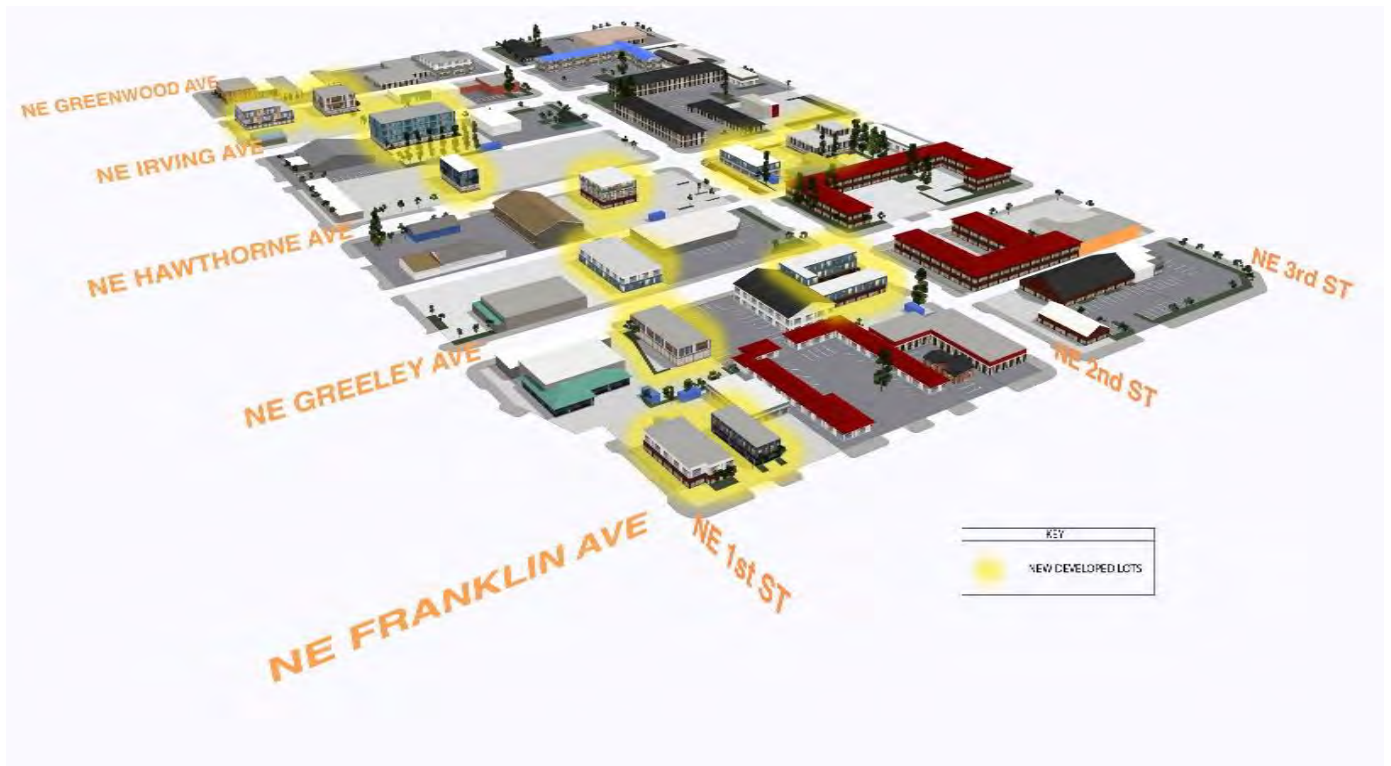 NE GREENWOOD AVE
NE IRVING AVE
NE HAWTHORNE AVE
NE GREELEY AVE
NE FRANKLIN AVE
NE 1st ST
NE 2nd ST
NE 3rd ST
KEY
NEW DEVELOPED LOTS